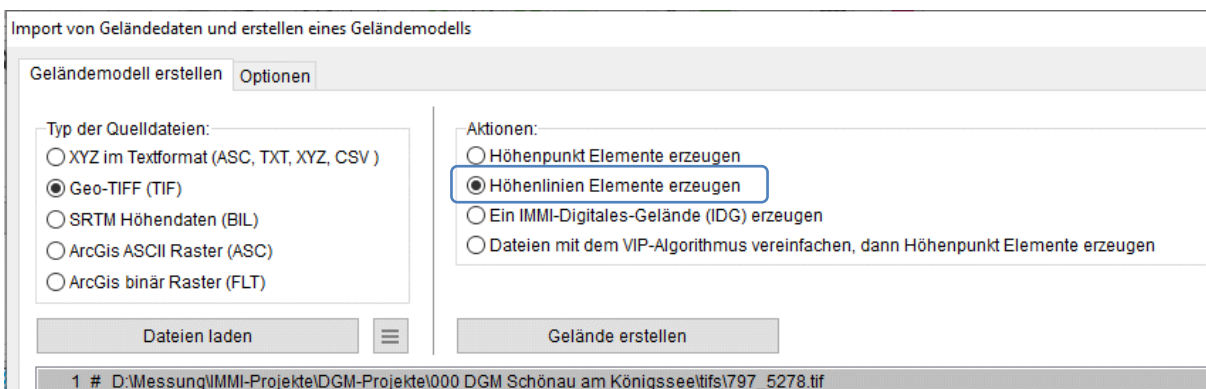 Import von Geländedaten und erstellen eines Geländemodells
Geländemodell erstellen
Optionen
Typ der Quelldateien:
XYZ im Textformat (ASC, TXT, XYZ, CSV )
Geo-TIFF (TIF)
SRTM Höhendaten (BIL)
ArcGis ASCII Raster (ASC)
ArcGis binär Raster (FLT)
Aktionen:
Höhenpunkt Elemente erzeugen
Höhenlinien Elemente erzeugen
Ein IMMI-Digitales-Gelände (IDG) erzeugen
Dateien mit dem VIP-Algorithmus vereinfachen, dann Höhenpunkt Elemente erzeugen
Dateien laden
Gelände erstellen
1 # D:\Messung\IMMI-Projekte\DGM-Projekte\000 DGM Schönau am Königssee\tifs\797_5278.tif